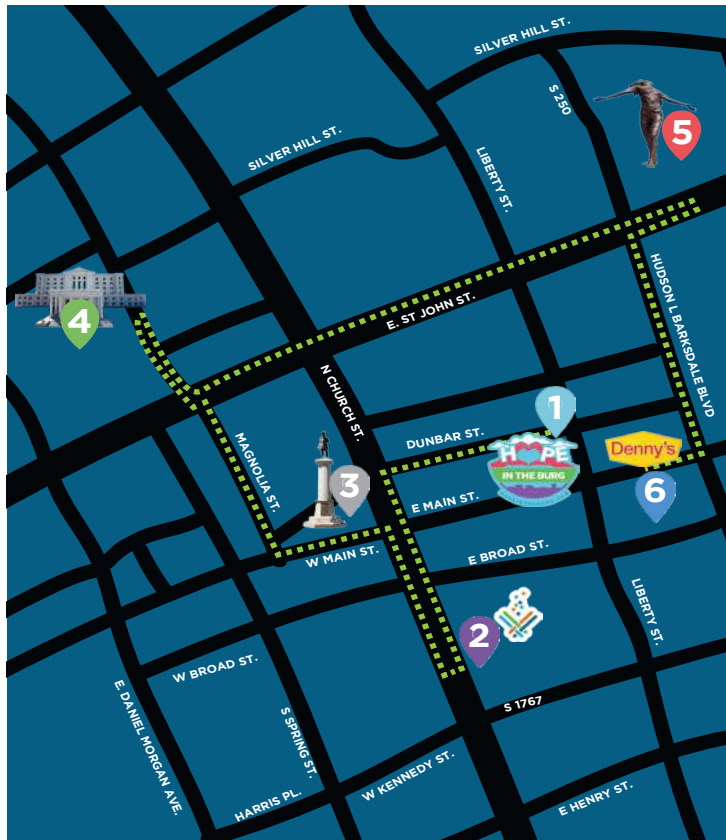 SILVER HILL ST.
S 250
5
SILVER HILL ST.
LIBERTY ST.
HUDSON L BARKSDALE BLVD
4
E. ST JOHN ST.
N CHURCH ST.
1
DUNBAR ST.
HOPE
IN THE BURG
Denny's
MAGNOLIA ST.
3
E MAIN ST.
6
W MAIN ST.
E BROAD ST.
LIBERTY ST.
2
W BROAD ST.
S 1767
E. DANIEL MORGAN AVE.
S SPRING ST.
W KENNEDY ST.
HARRIS PL.
E HENRY ST.